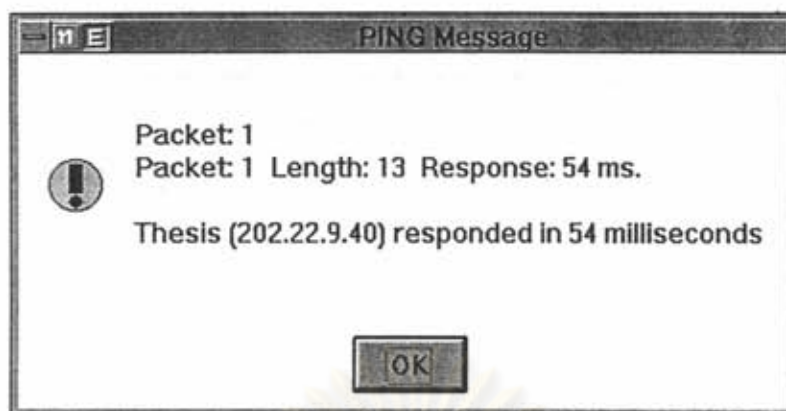 n E PING Message
Packet: 1
Packet: 1 Length: 13 Response: 54 ms.
Thesis (202.22.9.40) responded in 54 milliseconds
OK